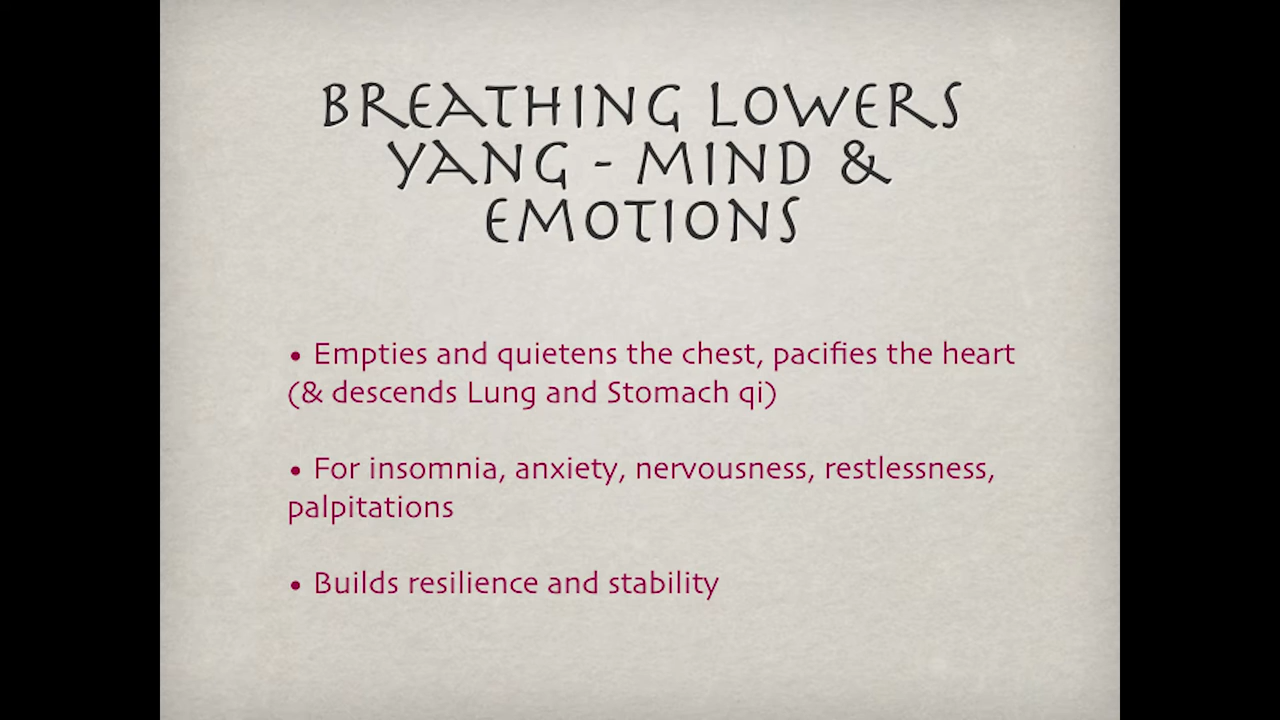 BREATHING LOWERS
YANG - MIND &
EMOTIONS
• Empties and quietens the chest, pacifies the heart
(& descends Lung and Stomach qi)
• For insomnia, anxiety, nervousness, restlessness,
palpitations
• Builds resilience and stability